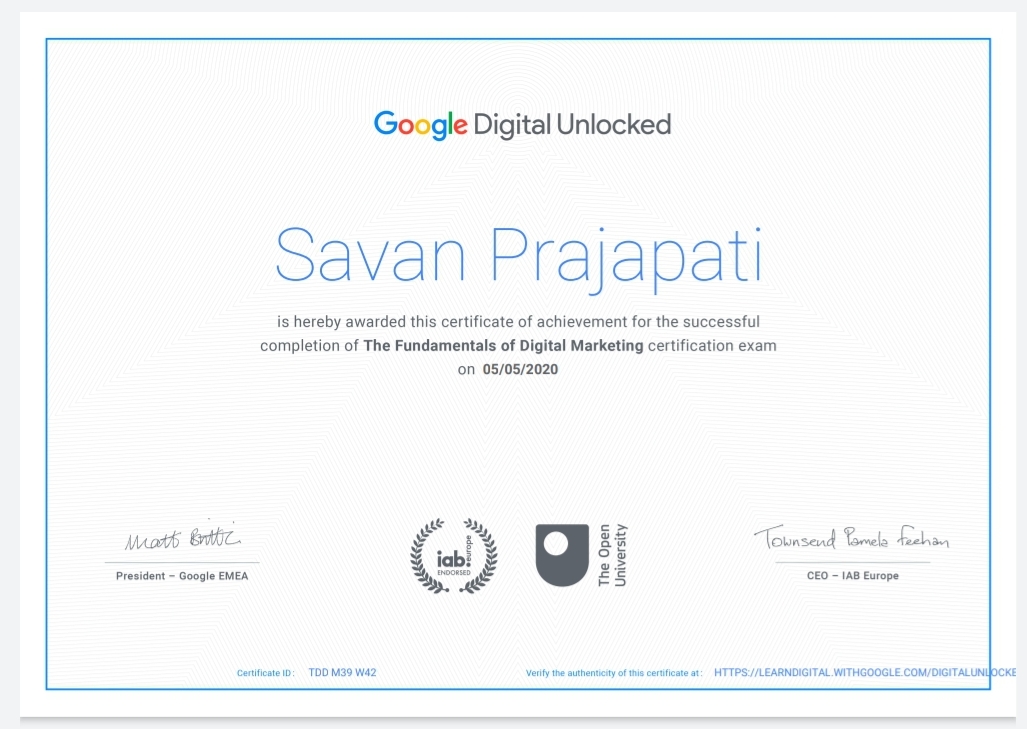 Google Digital Unlocked
Savan Prajapati
is hereby awarded this certificate of achievement for the successful
completion of The Fundamentals of Digital Marketing certification exam
on 05/05/2020
Matt Brittin
President – Google EMEA
iab.europe
ENDORSED
The Open
University
Townsend Pamela Feehan
CEO – IAB Europe
Certificate ID: TDD M39 W42
Verify the authenticity of this certificate at: HTTPS://LEARNDIGITAL.WITHGOOGLE.COM/DIGITALUNLOCKE